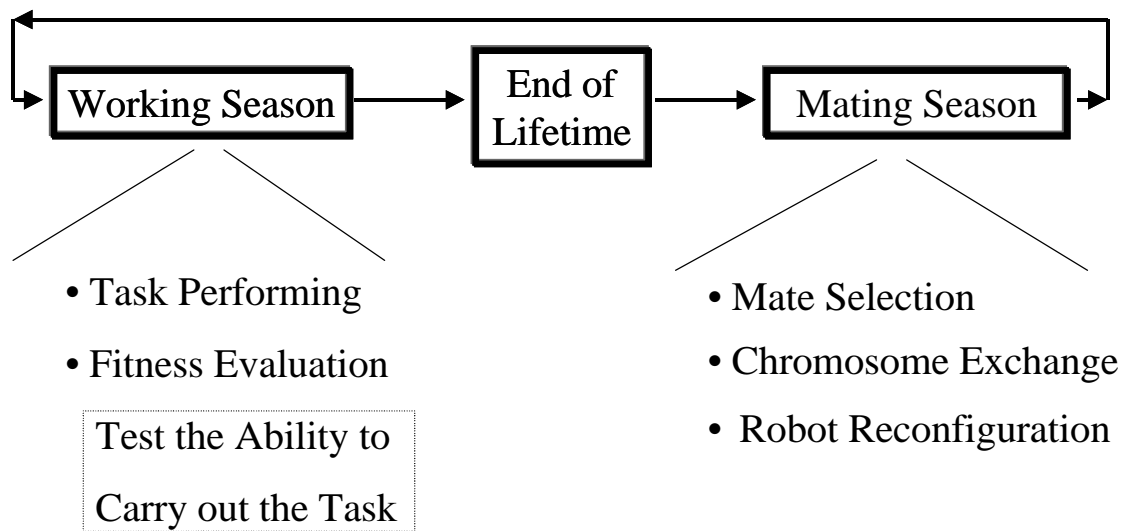 Working Season
End of
Lifetime
Mating Season
• Task Performing
• Fitness Evaluation
Test the Ability to
Carry out the Task
• Mate Selection
• Chromosome Exchange
• Robot Reconfiguration